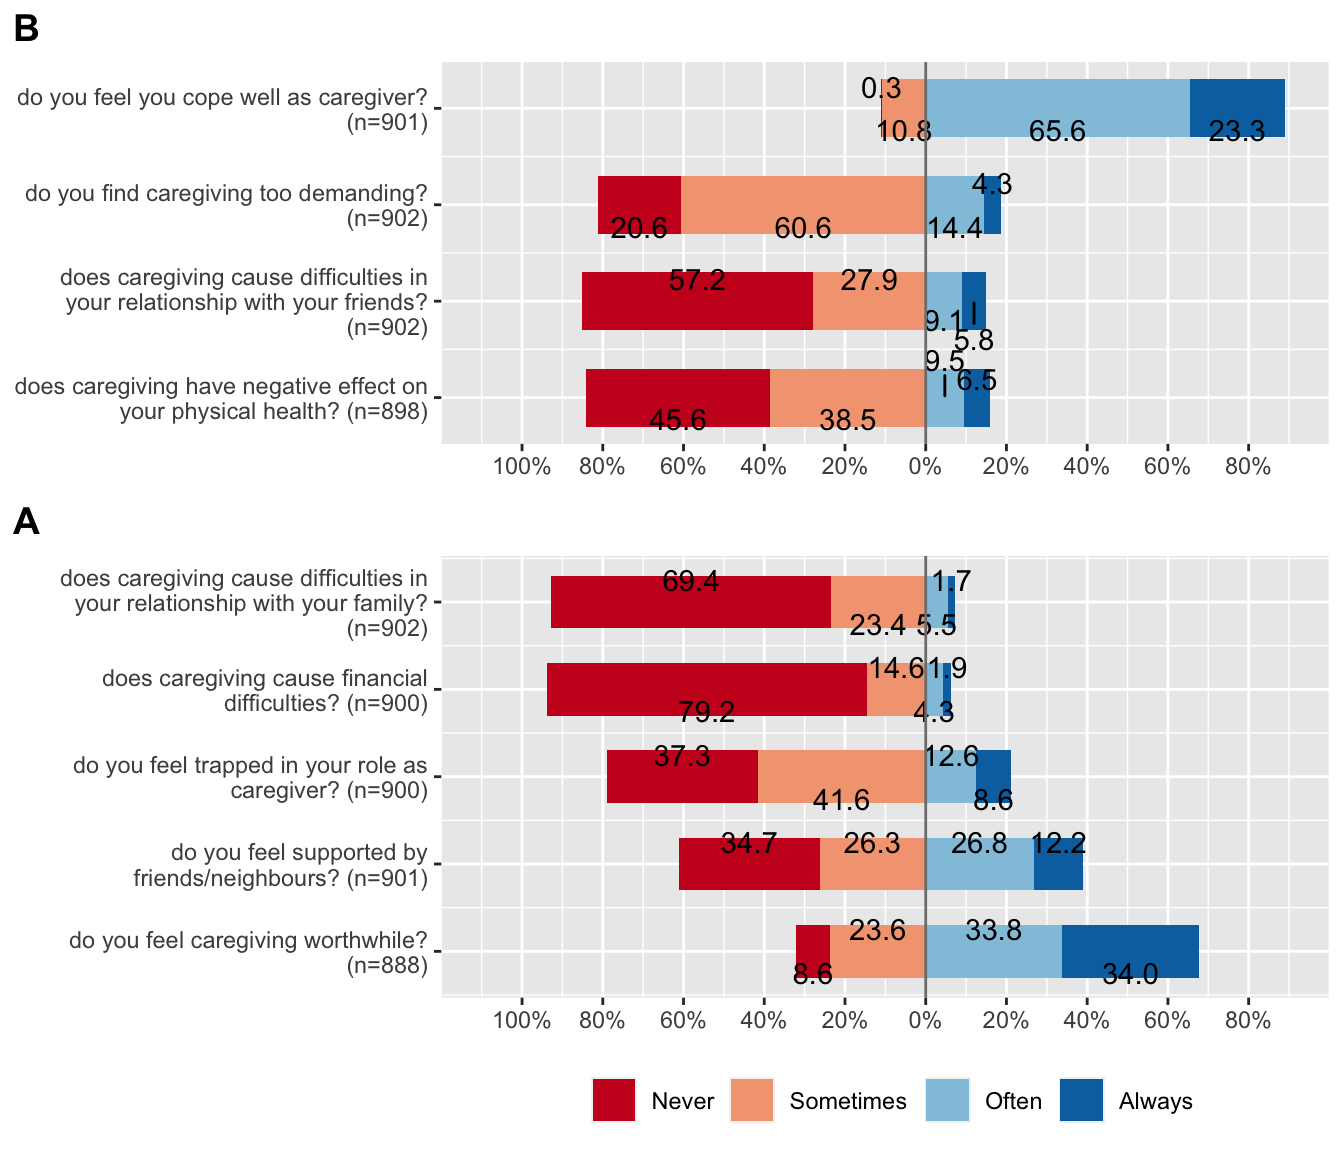 B
do you feel you cope well as caregiver?
(n=901)
0.3
10.8
65.6
23.3
do you find caregiving too demanding?
(n=902)
20.6
60.6
14.4
4.3
does caregiving cause difficulties in
your relationship with your friends?
(n=902)
57.2
27.9
9.1
5.8
does caregiving have negative effect on
your physical health? (n=898)
45.6
38.5
9.5
6.5
100% 80% 60% 40% 20% 0% 20% 40% 60% 80%
A
does caregiving cause difficulties in
your relationship with your family?
(n=902)
69.4
23.4
5.5
1.7
does caregiving cause financial
difficulties? (n=900)
79.2
14.6
4.3
1.9
do you feel trapped in your role as
caregiver? (n=900)
37.3
41.6
12.6
8.6
do you feel supported by
friends/neighbours? (n=901)
34.7
26.3
26.8
12.2
do you feel caregiving worthwhile?
(n=888)
8.6
23.6
33.8
34.0
100% 80% 60% 40% 20% 0% 20% 40% 60% 80%
Never Sometimes Often Always